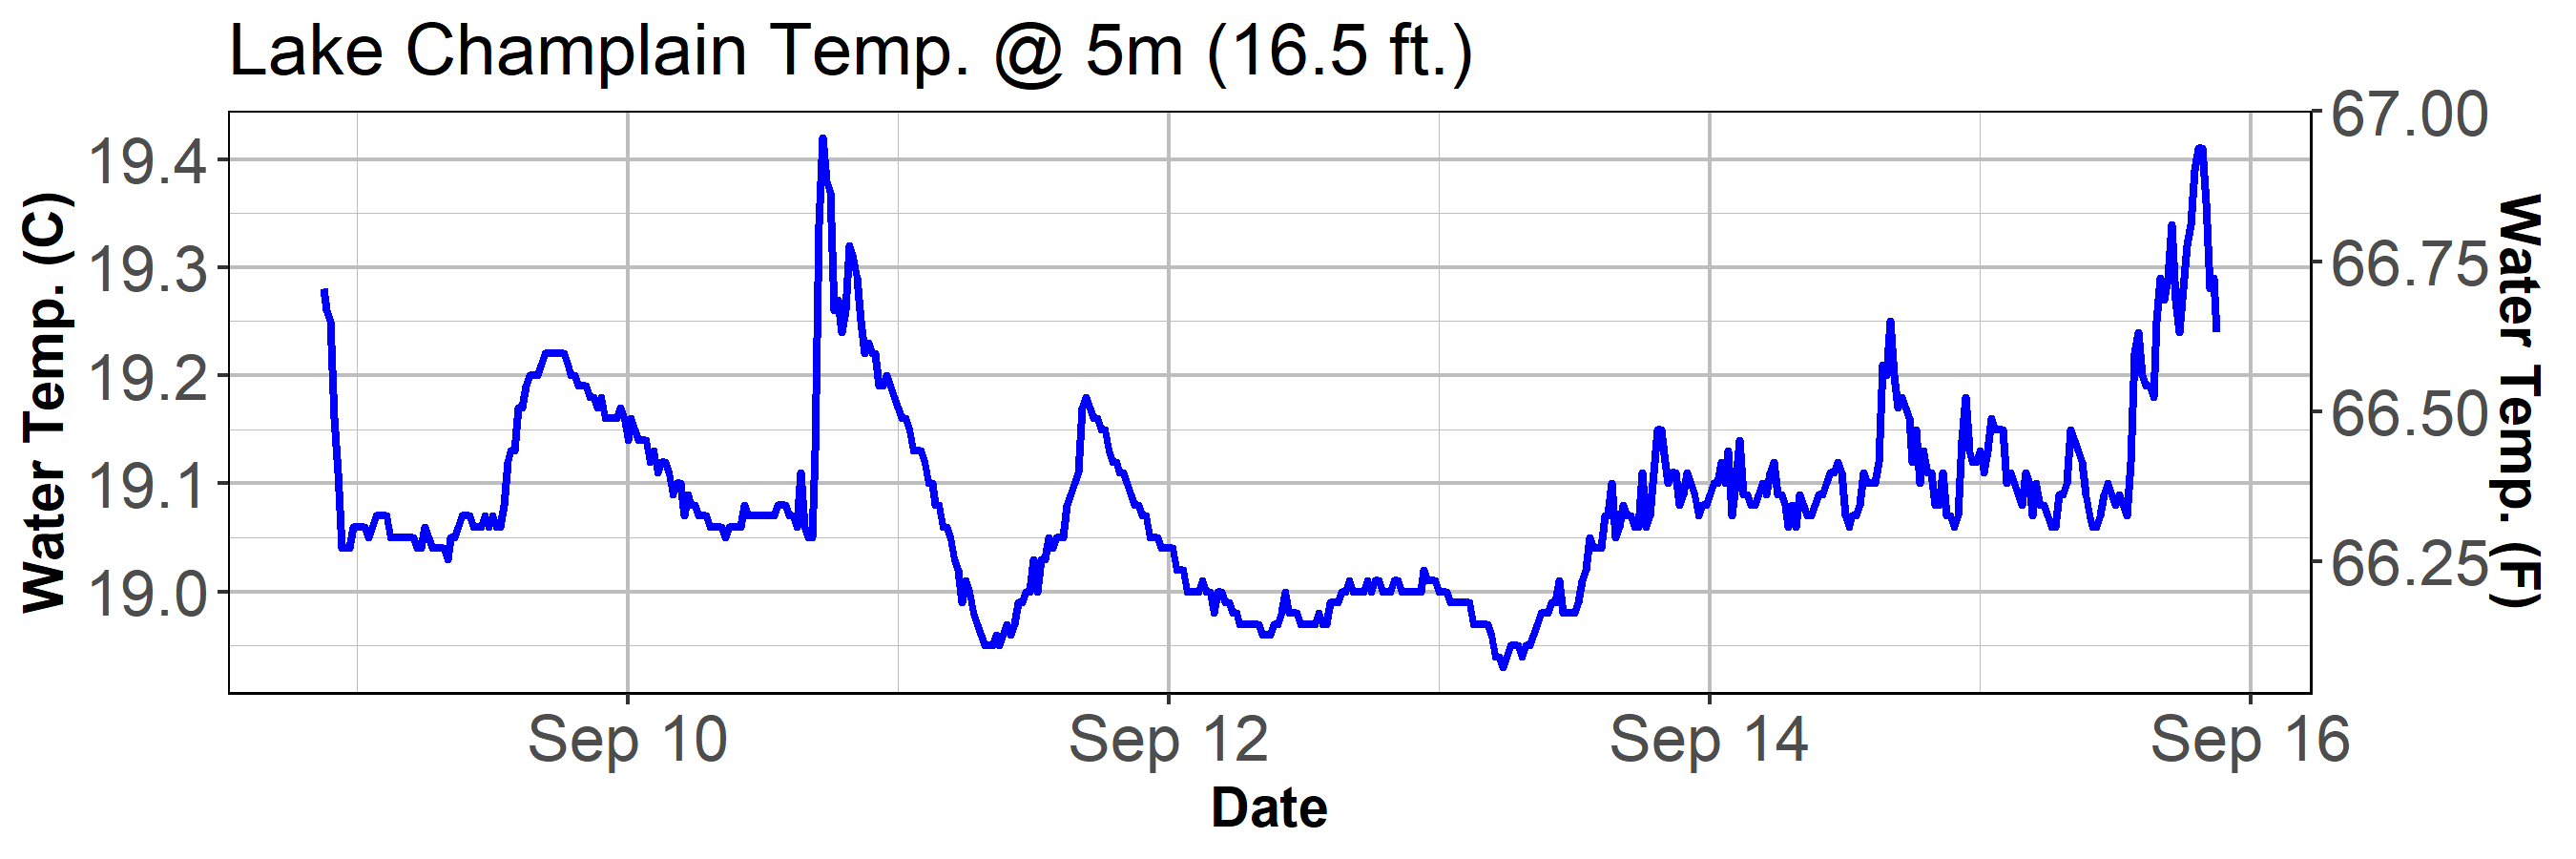 Lake Champlain Temp. @ 5m (16.5 ft.)
Water Temp. (C)
19.4
19.3
19.2
19.1
19.0
67.00
66.75
66.50
66.25
Water Temp. (F)
Sep 10
Sep 12
Sep 14
Sep 16
Date